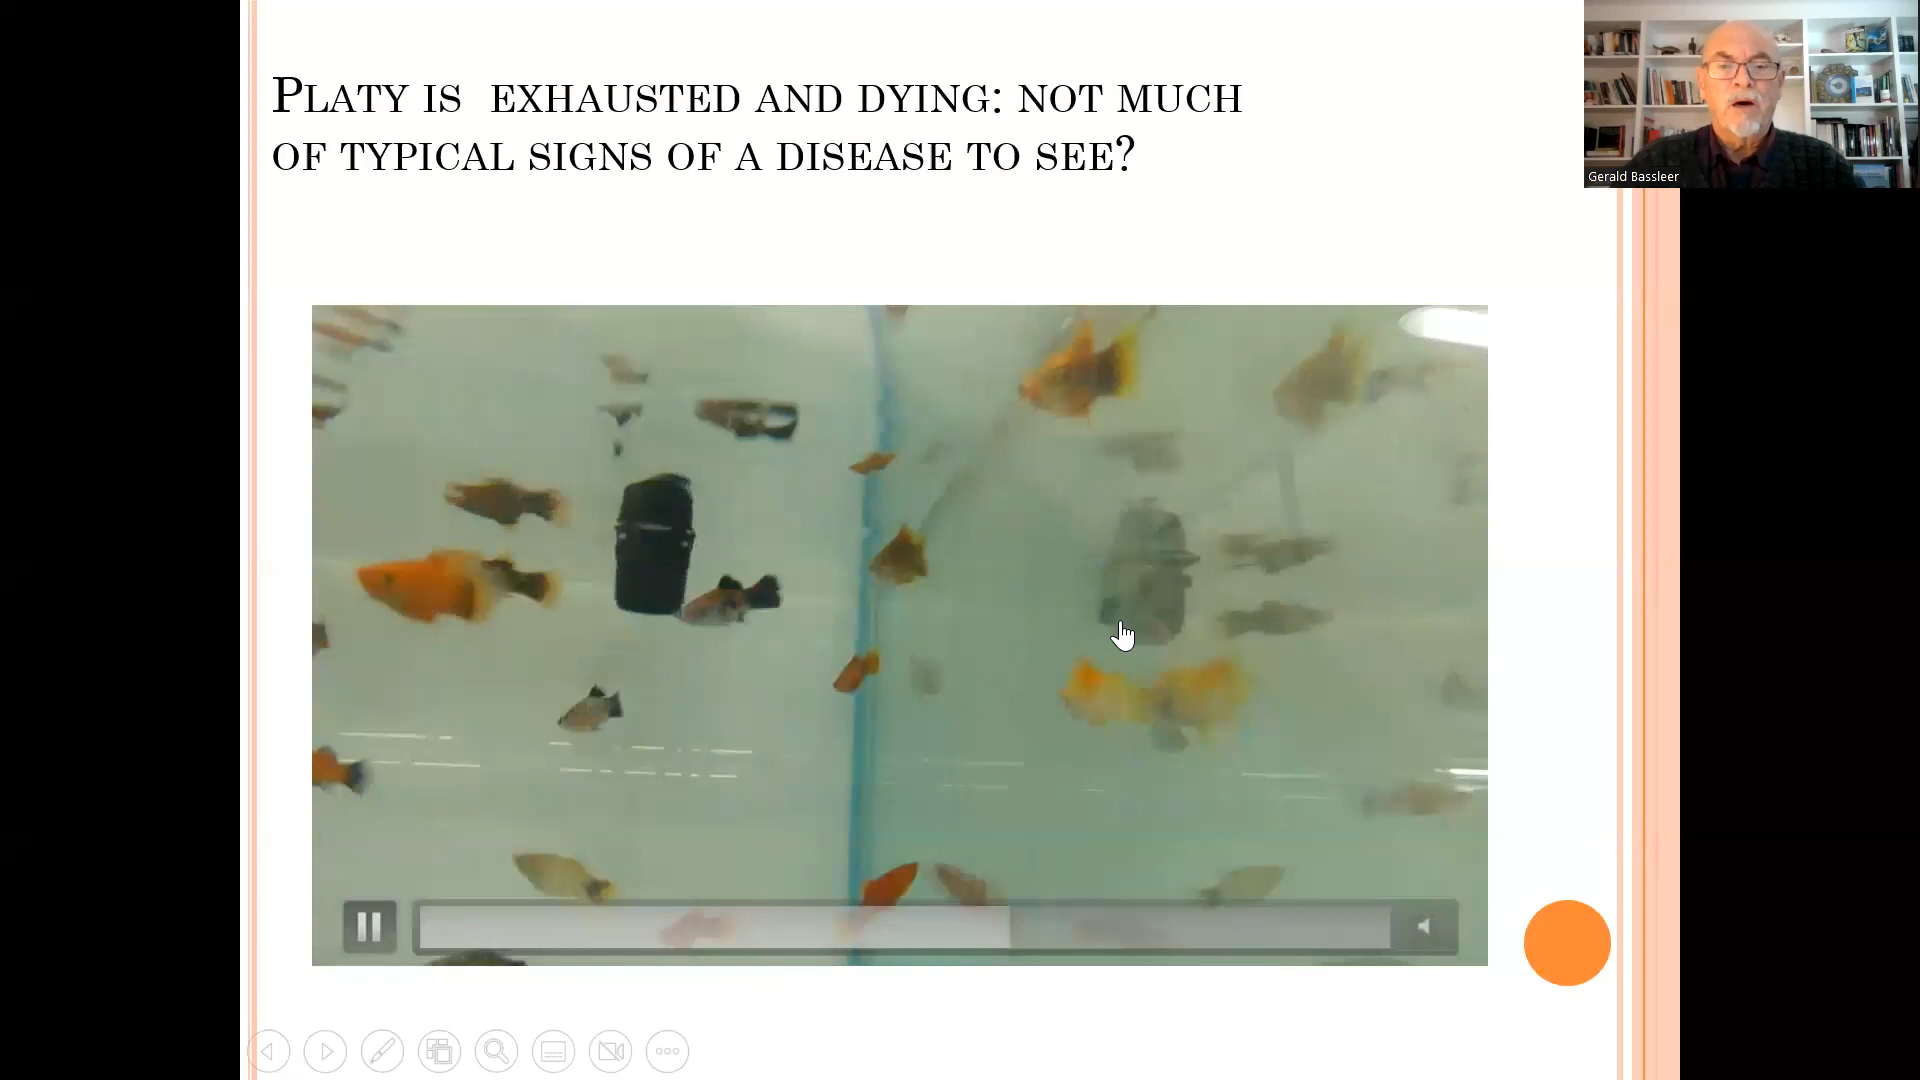 Platy is  exhausted and dying: not much
of typical signs of a disease to see?
Gerald Bassleer